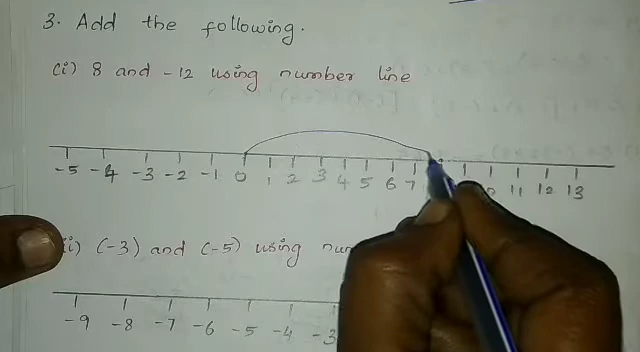 3. Add the following.
(i) 8 and -12 using number line
-5 -4 -3 -2 -1 0 1 2 3 4 5 6 7 11 12 13
(ii) (-3) and (-5) using
-9 -8 -7 -6 -5 -4 -3